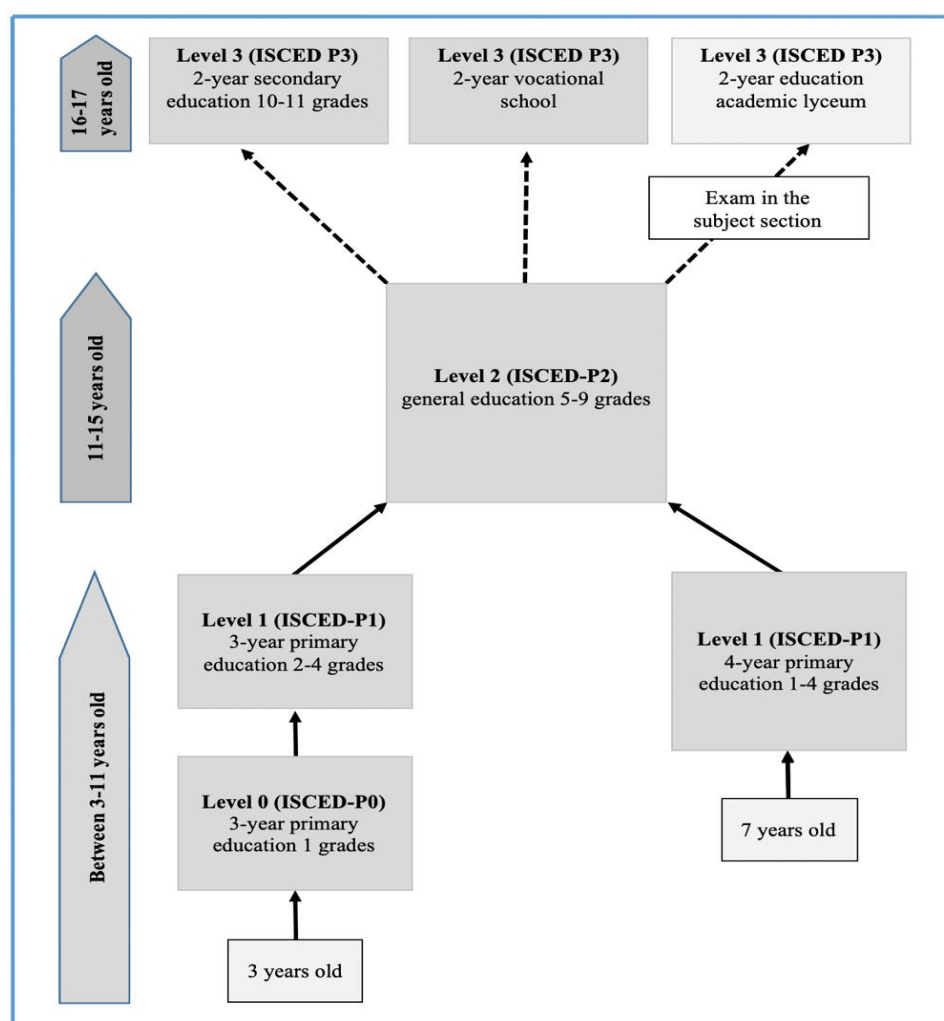 16-17
years old
Level 3 (ISCED P3)
2-year secondary
education 10-11 grades
Level 3 (ISCED P3)
2-year vocational
school
Level 3 (ISCED P3)
2-year education
academic lyceum
Exam in the
subject section
11-15 years old
Level 2 (ISCED-P2)
general education 5-9 grades
Between 3-11 years old
Level 1 (ISCED-P1)
3-year primary
education 2-4 grades
Level 1 (ISCED-P1)
4-year primary
education 1-4 grades
Level 0 (ISCED-P0)
3-year primary
education 1 grades
7 years old
3 years old